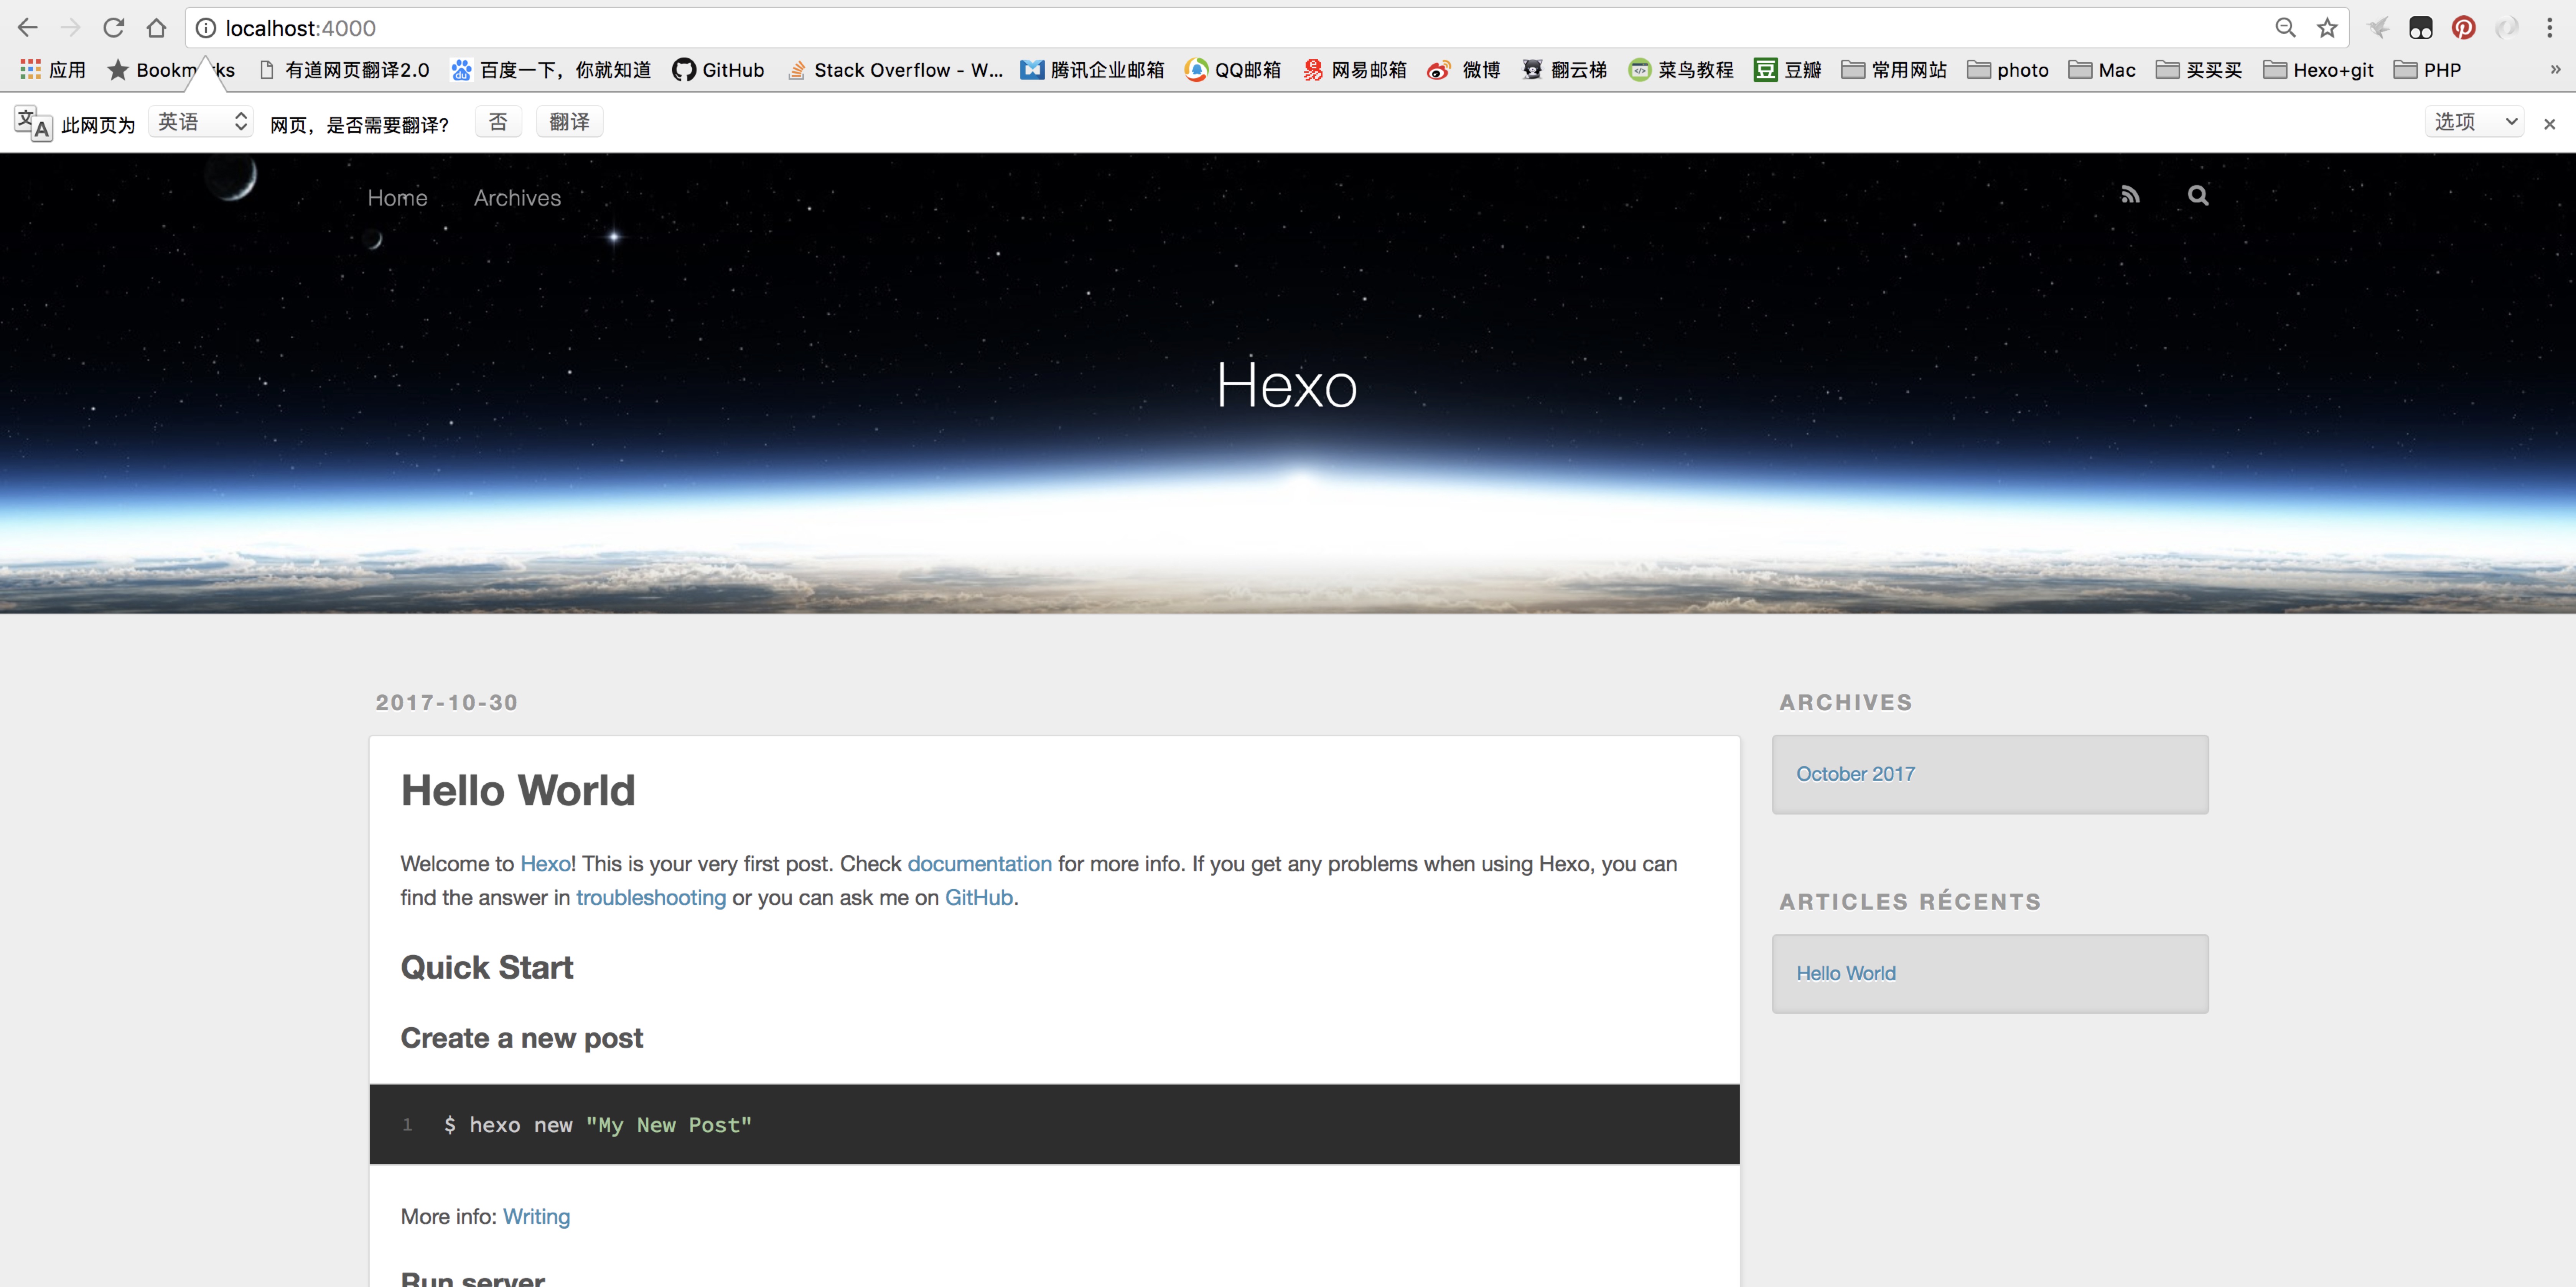 localhost:4000
应用 Bookm ks 有道网页翻译2.0 百度一下，你就知道 GitHub Stack Overflow - W... 腾讯企业邮箱 QQ邮箱 网易邮箱 微博 翻云梯 菜鸟教程 豆瓣 常用网站 photo Mac 买买买 Hexo+git PHP »
此网页为 英语 网页，是否需要翻译？ 否 翻译 选项
Home Archives
Hexo
2017-10-30
Hello World
Welcome to Hexo! This is your very first post. Check documentation for more info. If you get any problems when using Hexo, you can
find the answer in troubleshooting or you can ask me on GitHub.
Quick Start
Create a new post
1 $ hexo new "My New Post"
More info: Writing
Run server
ARCHIVES
October 2017
ARTICLES RÉCENTS
Hello World